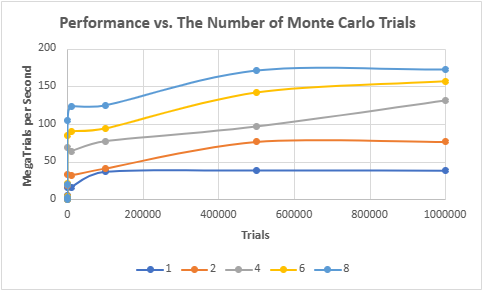 Performance vs. The Number of Monte Carlo Trials
200
150
100
50
0
MegaTrials per Second
0 200000 400000 600000 800000 1000000
Trials
1 2 4 6 8